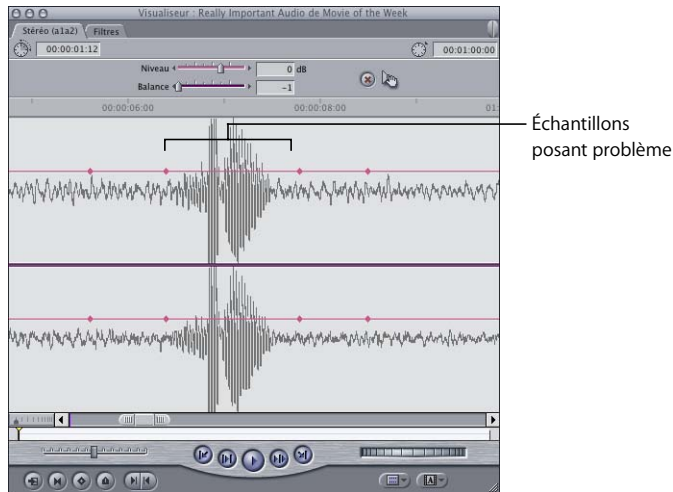 Visualiseur : Really Important Audio de Movie of the Week
Stéréo (a1a2) Filtres
00:00:01:12 00:01:00:00
Niveau 0 dB
Balance -1
00:00:06:00 00:00:08:00 01:
Échantillons
posant problème
A